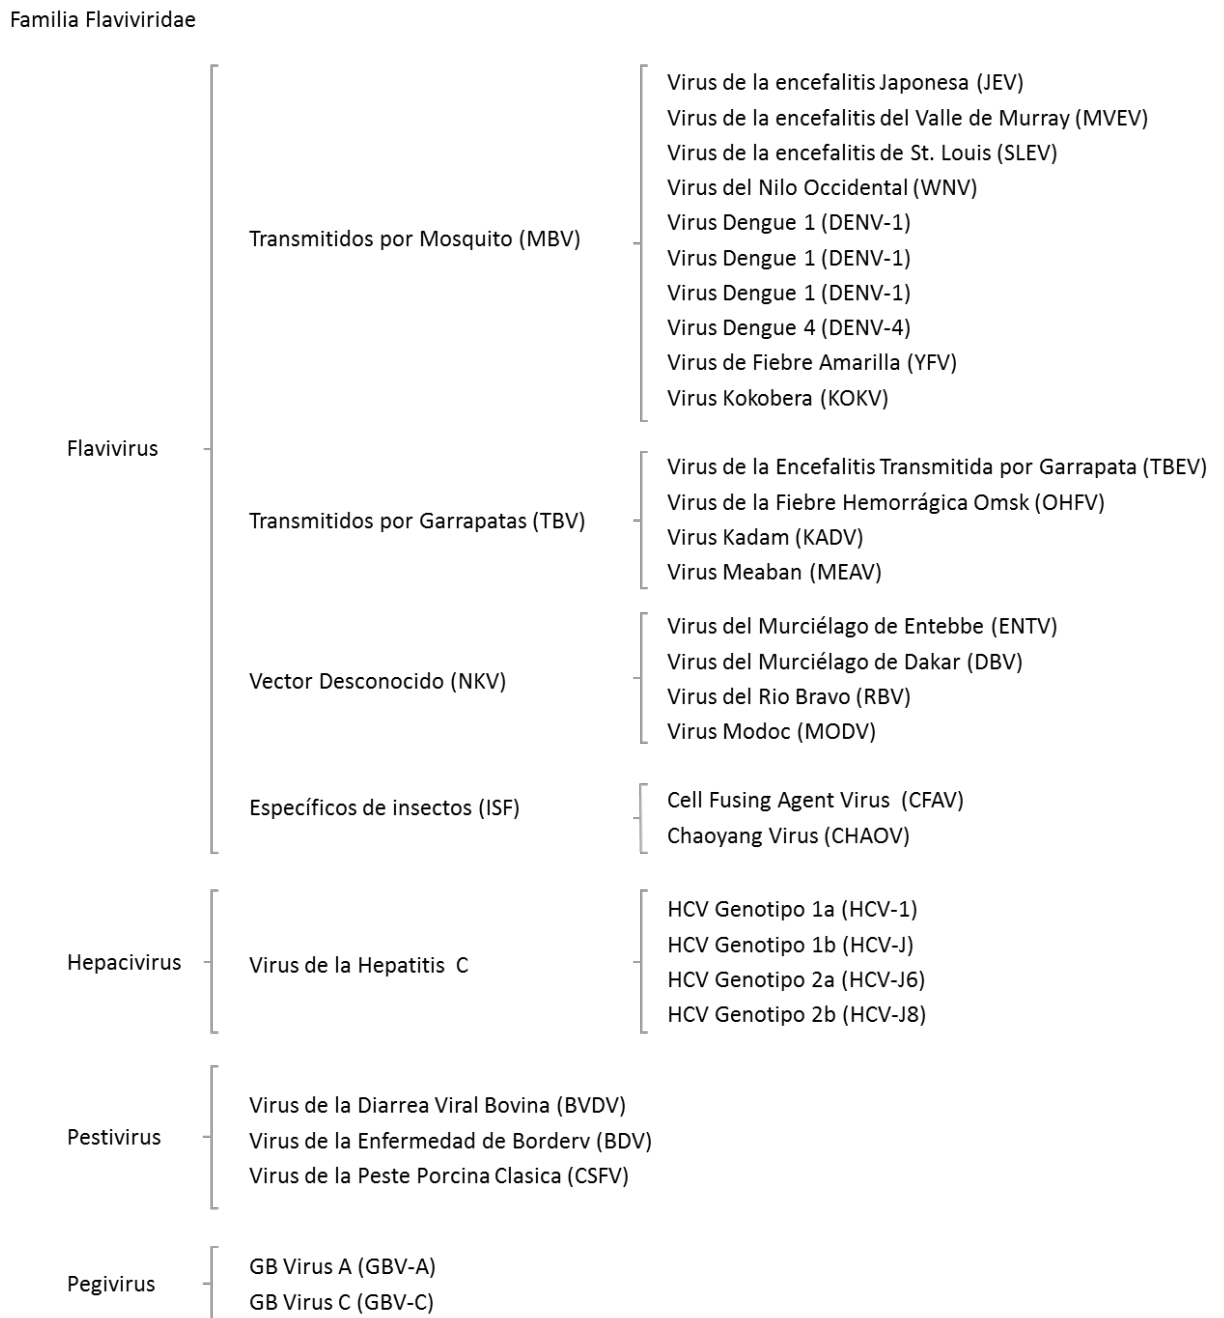 Familia Flaviviridae
Flavivirus
Transmitidos por Mosquito (MBV)
Virus de la encefalitis Japonesa (JEV)
Virus de la encefalitis del Valle de Murray (MVEV)
Virus de la encefalitis de St. Louis (SLEV)
Virus del Nilo Occidental (WNV)
Virus Dengue 1 (DENV-1)
Virus Dengue 1 (DENV-1)
Virus Dengue 1 (DENV-1)
Virus Dengue 4 (DENV-4)
Virus de Fiebre Amarilla (YFV)
Virus Kokobera (KOKV)
Transmitidos por Garrapatas (TBV)
Virus de la Encefalitis Transmitida por Garrapata (TBEV)
Virus de la Fiebre Hemorrágica Omsk (OHFV)
Virus Kadam (KADV)
Virus Meaban (MEAV)
Vector Desconocido (NKV)
Virus del Murciélago de Entebbe (ENTV)
Virus del Murciélago de Dakar (DBV)
Virus del Rio Bravo (RBV)
Virus Modoc (MODV)
Específicos de insectos (ISF)
Cell Fusing Agent Virus (CFAV)
Chaoyang Virus (CHAOV)
Hepacivirus
Virus de la Hepatitis C
HCV Genotipo 1a (HCV-1)
HCV Genotipo 1b (HCV-J)
HCV Genotipo 2a (HCV-J6)
HCV Genotipo 2b (HCV-J8)
Pestivirus
Virus de la Diarrea Viral Bovina (BVDV)
Virus de la Enfermedad de Borderv (BDV)
Virus de la Peste Porcina Clasica (CSFV)
Pegivirus
GB Virus A (GBV-A)
GB Virus C (GBV-C)